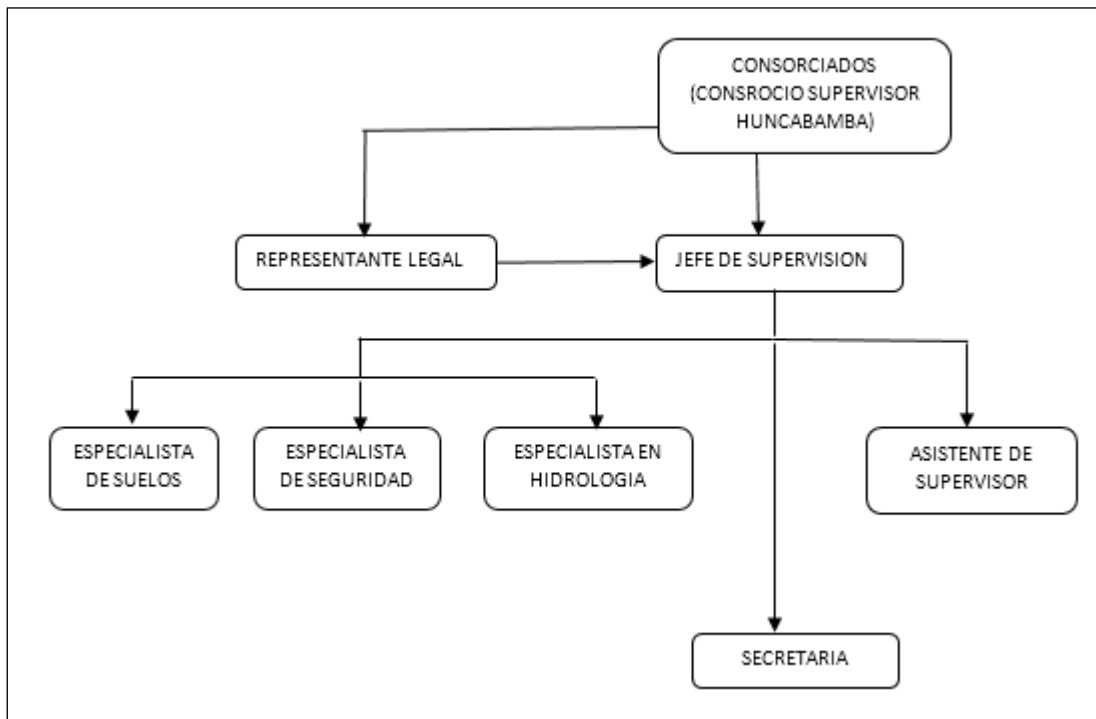 CONSORCIADOS
(CONSROCIO SUPERVISOR
HUNCABAMBA)
REPRESENTANTE LEGAL
JEFE DE SUPERVISION
ESPECIALISTA
DE SUELOS
ESPECIALISTA
DE SEGURIDAD
ESPECIALISTA EN
HIDROLOGIA
ASISTENTE DE
SUPERVISOR
SECRETARIA